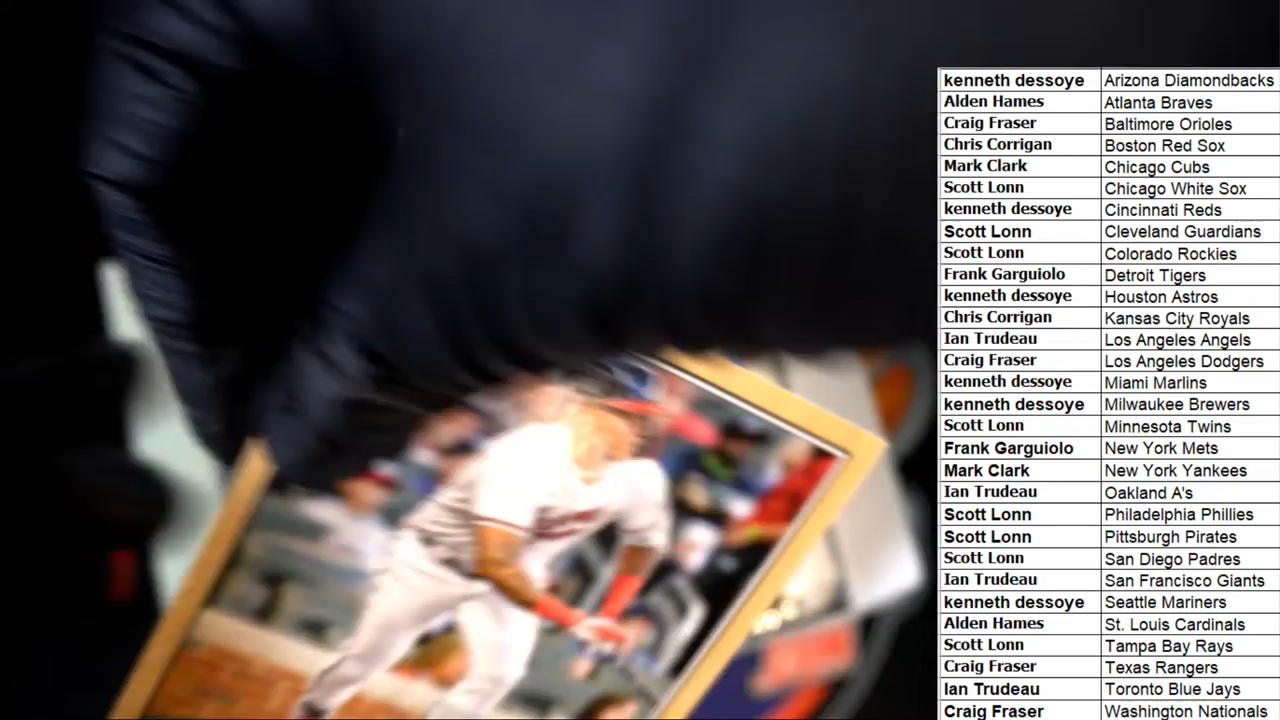 kenneth dessoye Arizona Diamondbacks
Alden Hames Atlanta Braves
Craig Fraser Baltimore Orioles
Chris Corrigan Boston Red Sox
Mark Clark Chicago Cubs
Scott Lonn Chicago White Sox
kenneth dessoye Cincinnati Reds
Scott Lonn Cleveland Guardians
Scott Lonn Colorado Rockies
Frank Garguiolo Detroit Tigers
kenneth dessoye Houston Astros
Chris Corrigan Kansas City Royals
Ian Trudeau Los Angeles Angels
Craig Fraser Los Angeles Dodgers
kenneth dessoye Miami Marlins
kenneth dessoye Milwaukee Brewers
Scott Lonn Minnesota Twins
Frank Garguiolo New York Mets
Mark Clark New York Yankees
Ian Trudeau Oakland A's
Scott Lonn Philadelphia Phillies
Scott Lonn Pittsburgh Pirates
Scott Lonn San Diego Padres
Ian Trudeau San Francisco Giants
kenneth dessoye Seattle Mariners
Alden Hames St. Louis Cardinals
Scott Lonn Tampa Bay Rays
Craig Fraser Texas Rangers
Ian Trudeau Toronto Blue Jays
Craig Fraser Washington Nationals